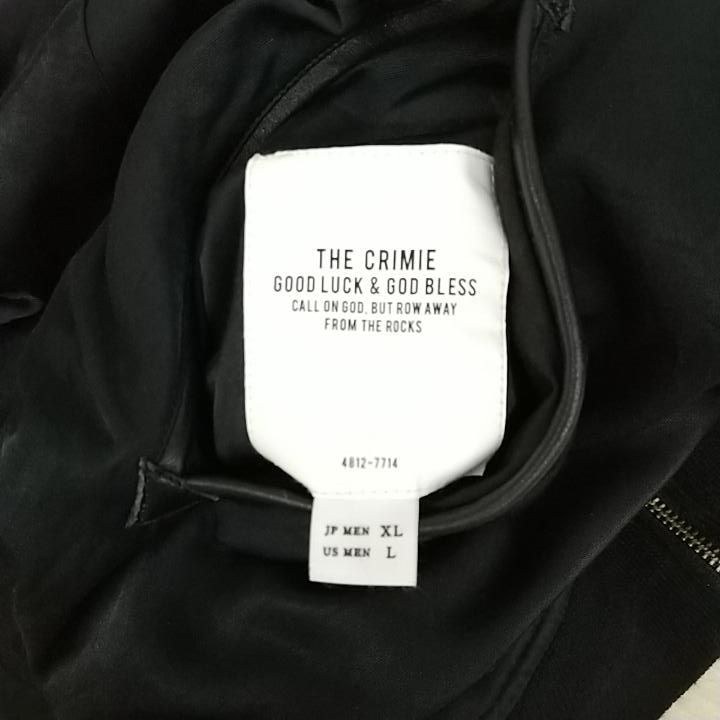 THE CRIMIE
GOOD LUCK & GOD BLESS
CALL ON GOD, BUT ROW AWAY
FROM THE ROCKS
4812-7714
JP MEN XL
US MEN L